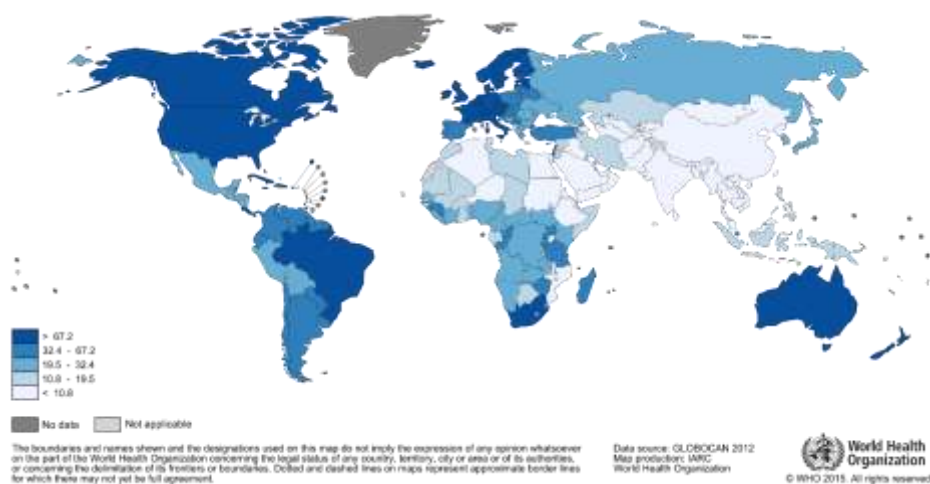 > 67.2
32.4 - 67.2
19.5 - 32.4
10.8 - 19.5
< 10.8
No data
Not applicable
The boundaries and names shown and the designations used on this map do not imply the expression of any opinion whatsoever
on the part of the World Health Organization concerning the legal status of any country, territory, city or area or of its authorities,
or concerning the delimitation of its frontiers or boundaries. Dotted and dashed lines on maps represent approximate border lines
for which there may not yet be full agreement.
Data source: GLOBOCAN 2012
Map production: IARC
World Health Organization
World Health
Organization
© WHO 2015. All rights reserved